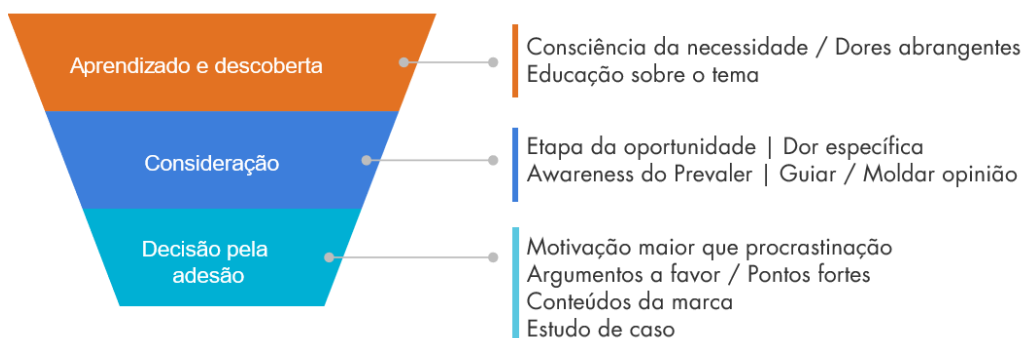 Aprendizado e descoberta
Consciência da necessidade / Dores abrangentes
Educação sobre o tema
Consideração
Etapa da oportunidade | Dor específica
Awareness do Prevaler | Guiar / Moldar opinião
Decisão pela
adesão
Motivação maior que procrastinação
Argumentos a favor / Pontos fortes
Conteúdos da marca
Estudo de caso